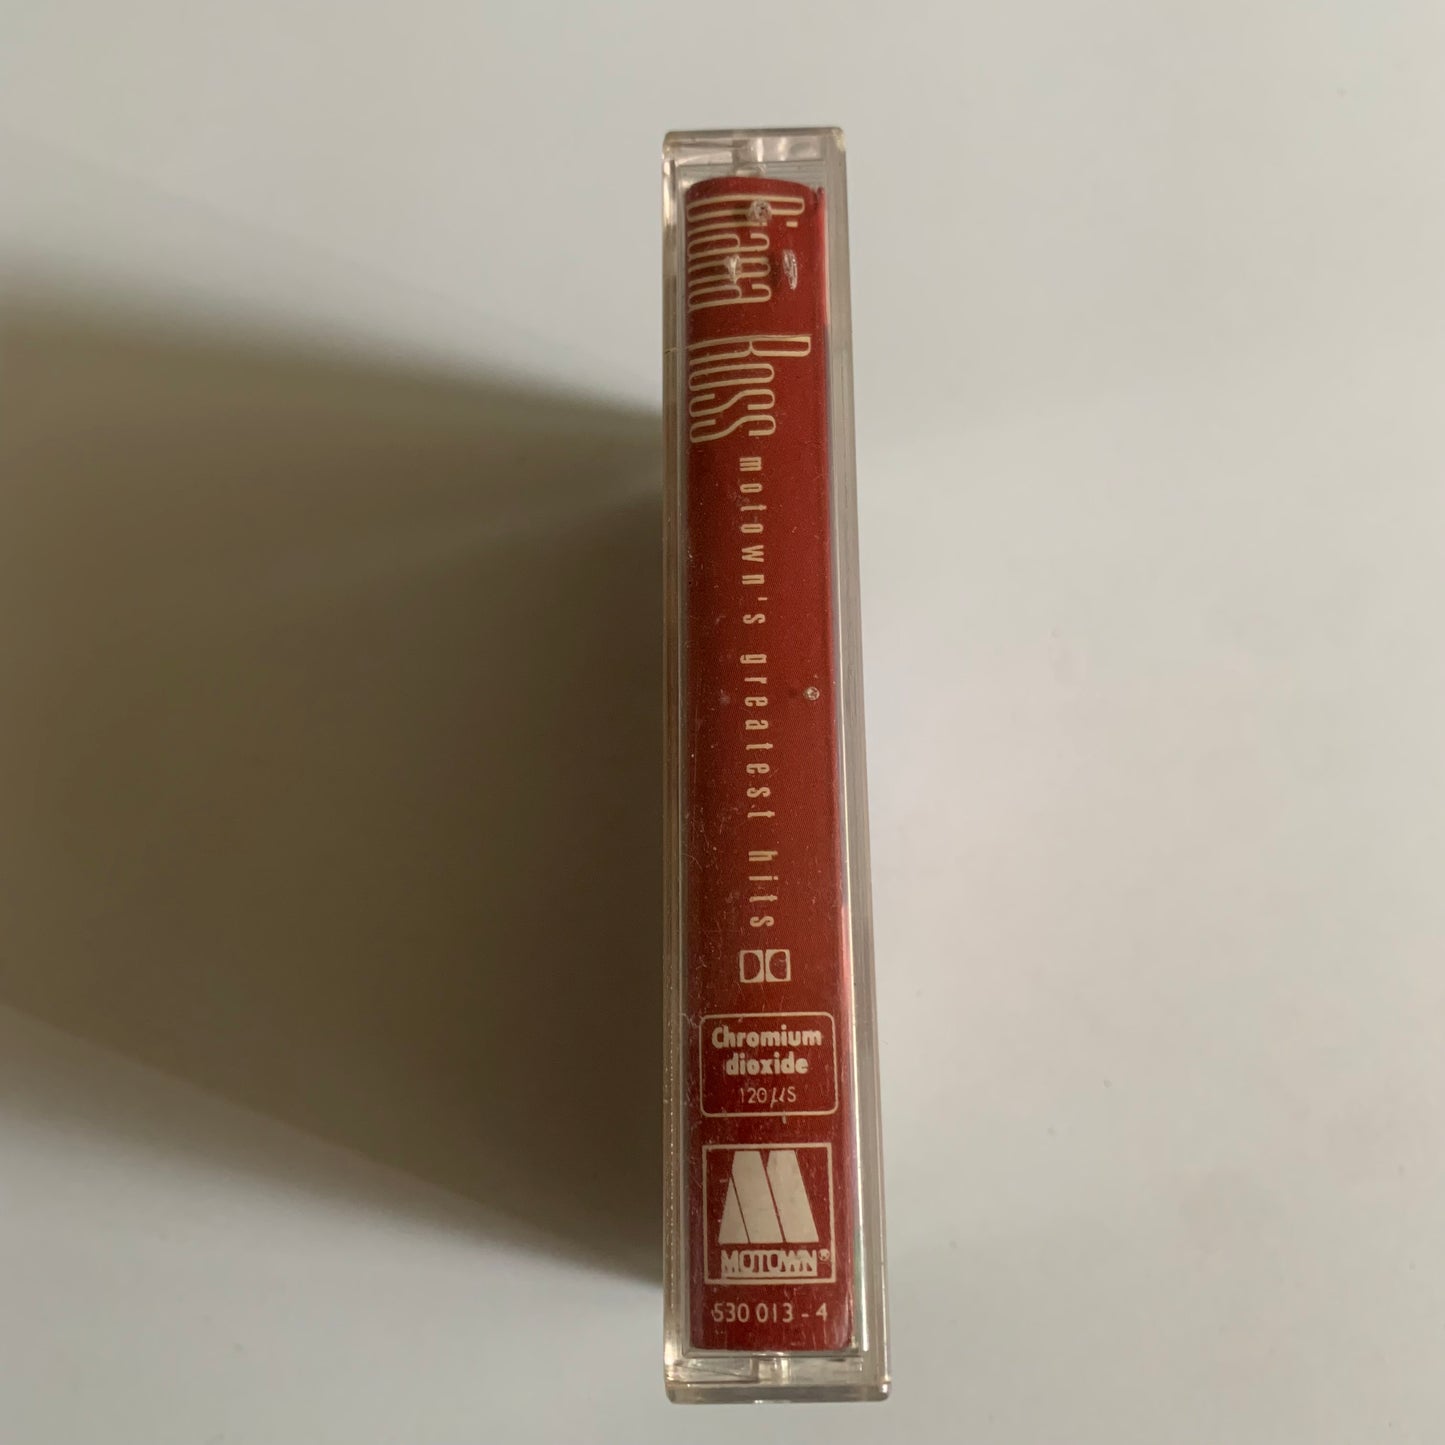 Diana Ross
motown's greatest hits
Chromium
dioxide
120µS
MOTOWN®
530 013 - 4